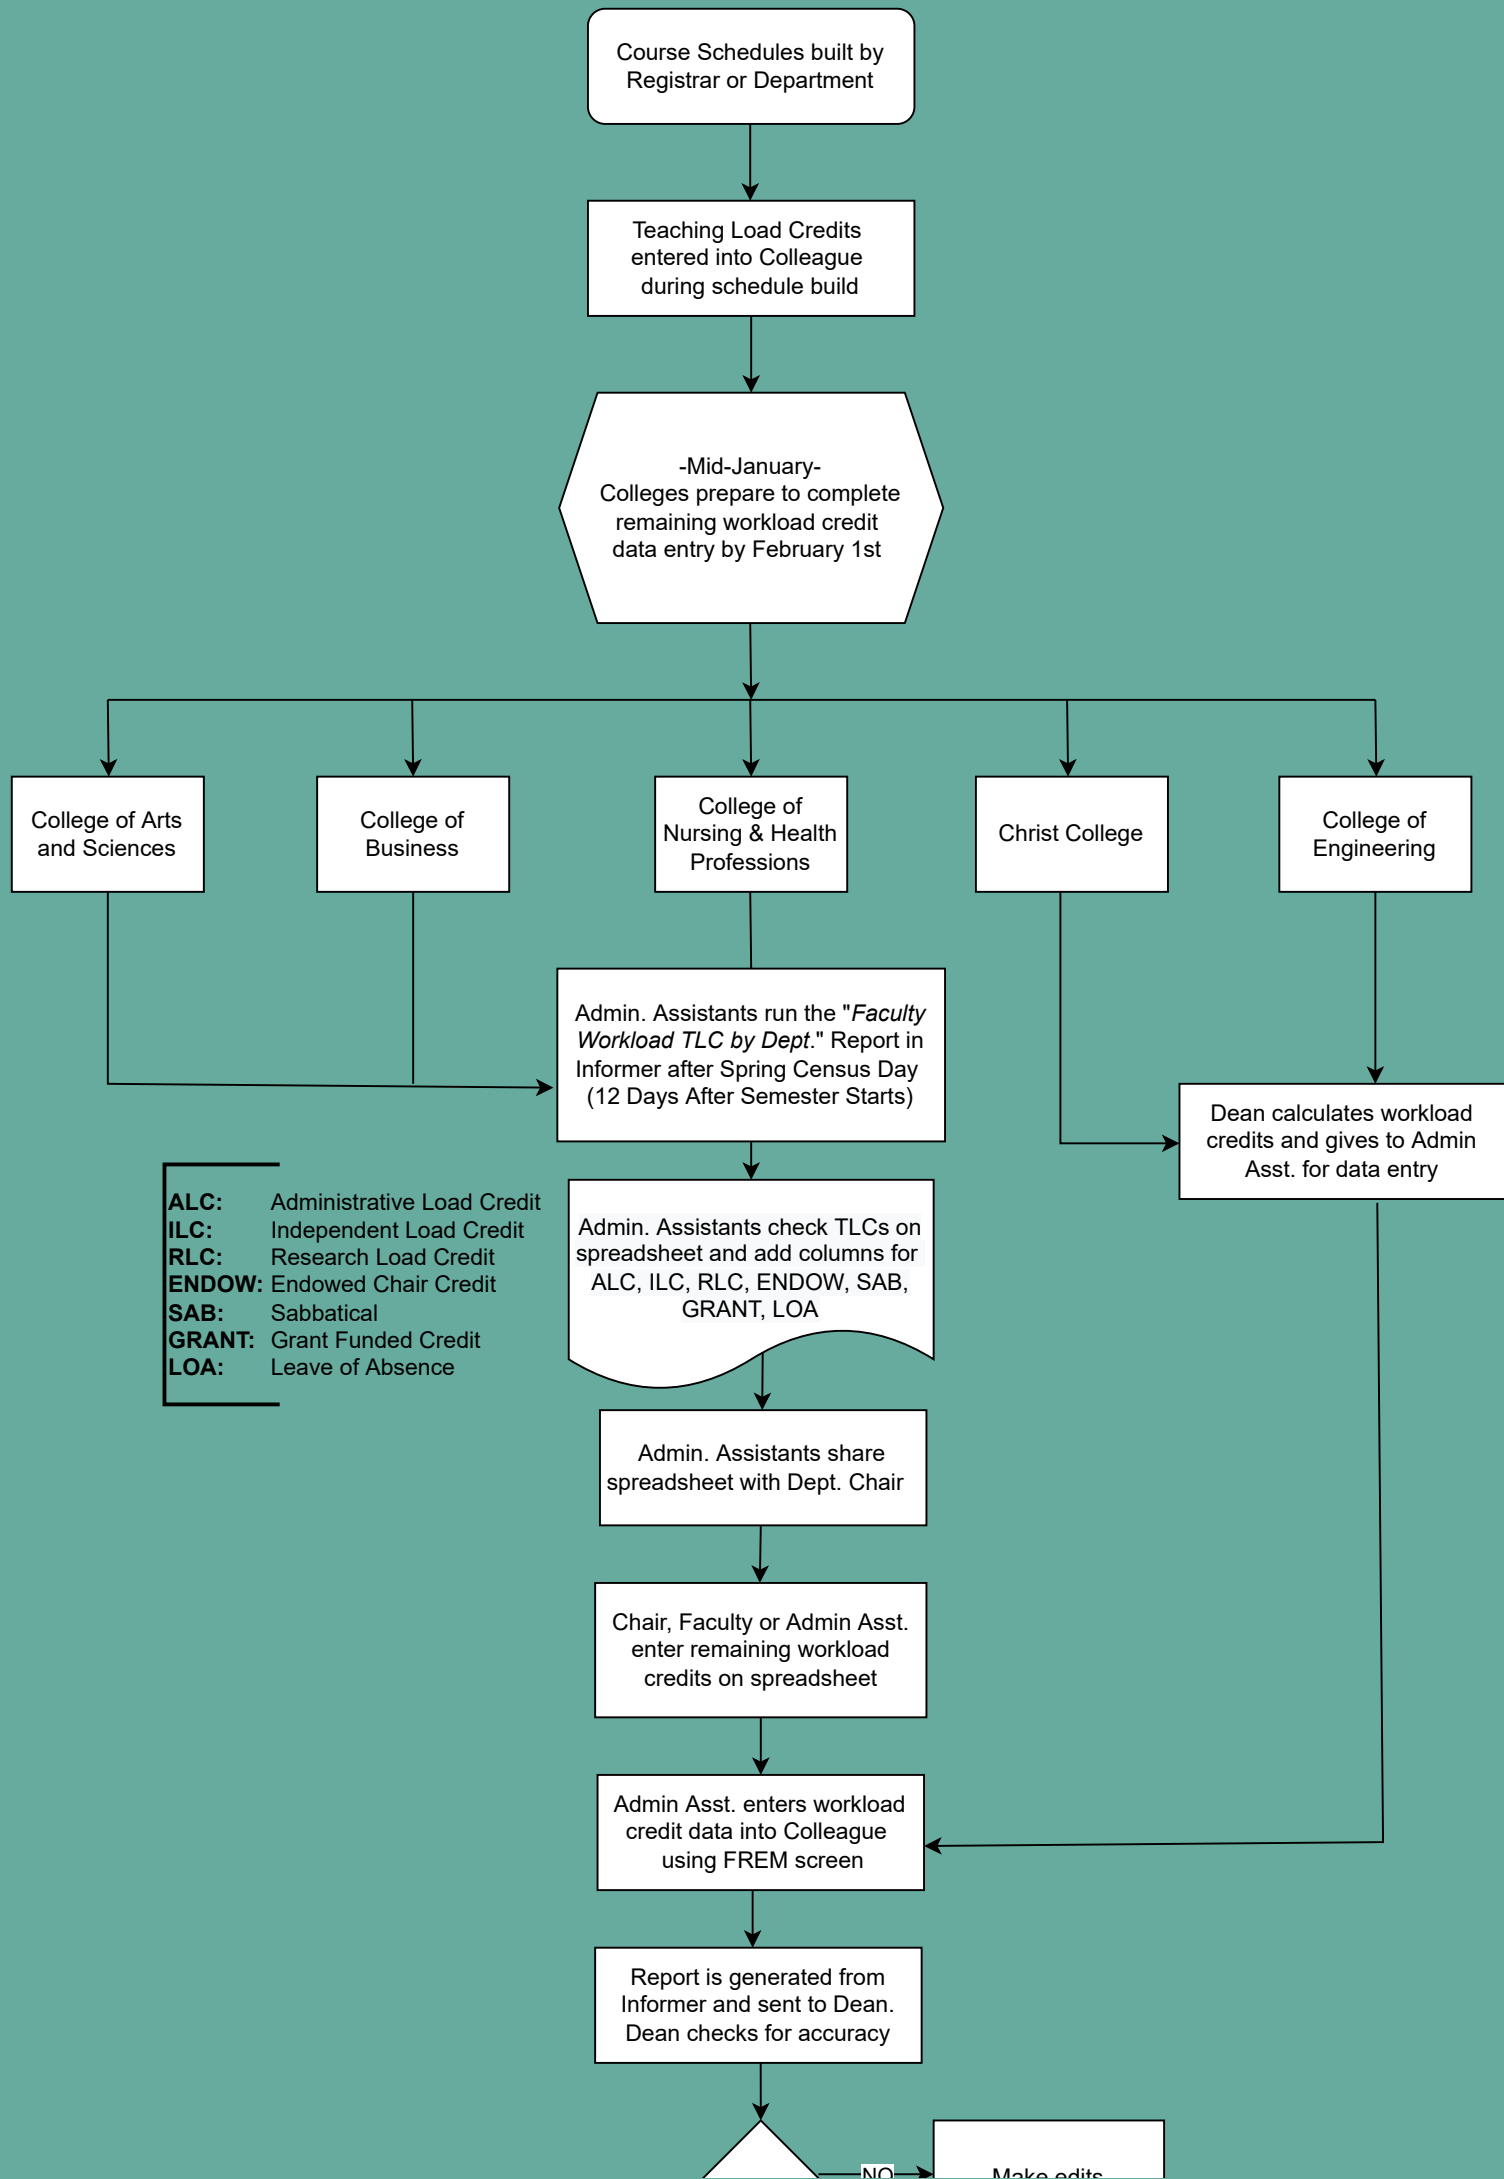 Course Schedules built by
Registrar or Department
Teaching Load Credits
entered into Colleague
during schedule build
-Mid-January-
Colleges prepare to complete
remaining workload credit
data entry by February 1st
College of Arts
and Sciences
College of
Business
College of
Nursing & Health
Professions
Christ College
College of
Engineering
Admin. Assistants run the "Faculty
Workload TLC by Dept." Report in
Informer after Spring Census Day
(12 Days After Semester Starts)
Dean calculates workload
credits and gives to Admin
Asst. for data entry
ALC: Administrative Load Credit
ILC: Independent Load Credit
RLC: Research Load Credit
ENDOW: Endowed Chair Credit
SAB: Sabbatical
GRANT: Grant Funded Credit
LOA: Leave of Absence
Admin. Assistants check TLCs on
spreadsheet and add columns for
ALC, ILC, RLC, ENDOW, SAB,
GRANT, LOA
Admin. Assistants share
spreadsheet with Dept. Chair
Chair, Faculty or Admin Asst.
enter remaining workload
credits on spreadsheet
Admin Asst. enters workload
credit data into Colleague
using FREM screen
Report is generated from
Informer and sent to Dean.
Dean checks for accuracy
NO
Make edits